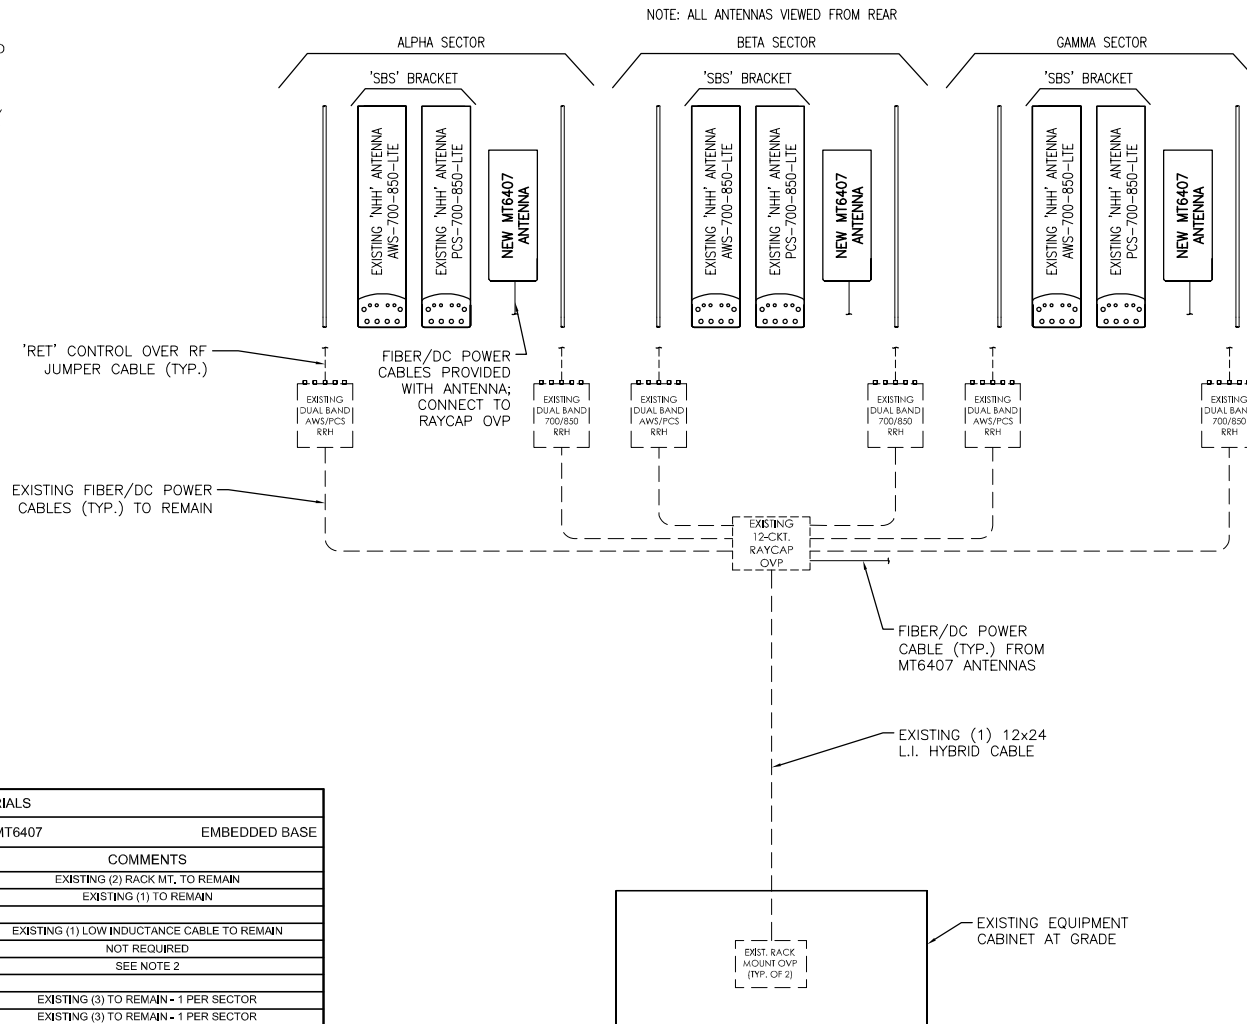 NOTE: ALL ANTENNAS VIEWED FROM REAR
ALPHA SECTOR
BETA SECTOR
GAMMA SECTOR
'SBS' BRACKET
'SBS' BRACKET
'SBS' BRACKET
EXISTING 'NHH' ANTENNA
AWS-700-850-LTE
EXISTING 'NHH' ANTENNA
PCS-700-850-LTE
NEW MT6407
ANTENNA
EXISTING 'NHH' ANTENNA
AWS-700-850-LTE
EXISTING 'NHH' ANTENNA
PCS-700-850-LTE
NEW MT6407
ANTENNA
EXISTING 'NHH' ANTENNA
AWS-700-850-LTE
EXISTING 'NHH' ANTENNA
PCS-700-850-LTE
NEW MT6407
ANTENNA
'RET' CONTROL OVER RF
JUMPER CABLE (TYP.)
FIBER/DC POWER
CABLES PROVIDED
WITH ANTENNA;
CONNECT TO
RAYCAP OVP
EXISTING
DUAL BAND
AWS/PCS
RRH
EXISTING
DUAL BAND
700/850
RRH
EXISTING
DUAL BAND
AWS/PCS
RRH
EXISTING
DUAL BAND
700/850
RRH
EXISTING
DUAL BAND
AWS/PCS
RRH
EXISTING
DUAL BAND
700/850
RRH
EXISTING FIBER/DC POWER
CABLES (TYP.) TO REMAIN
EXISTING
12-CKT.
RAYCAP
OVP
FIBER/DC POWER
CABLE (TYP.) FROM
MT6407 ANTENNAS
EXISTING (1) 12x24
L.I. HYBRID CABLE
EXISTING EQUIPMENT
CABINET AT GRADE
EXIST. RACK
MOUNT OVP
(TYP. OF 2)
RIALS
MT6407 EMBEDDED BASE
COMMENTS
EXISTING (2) RACK MT. TO REMAIN
EXISTING (1) TO REMAIN
EXISTING (1) LOW INDUCTANCE CABLE TO REMAIN
NOT REQUIRED
SEE NOTE 2
EXISTING (3) TO REMAIN - 1 PER SECTOR
EXISTING (3) TO REMAIN - 1 PER SECTOR